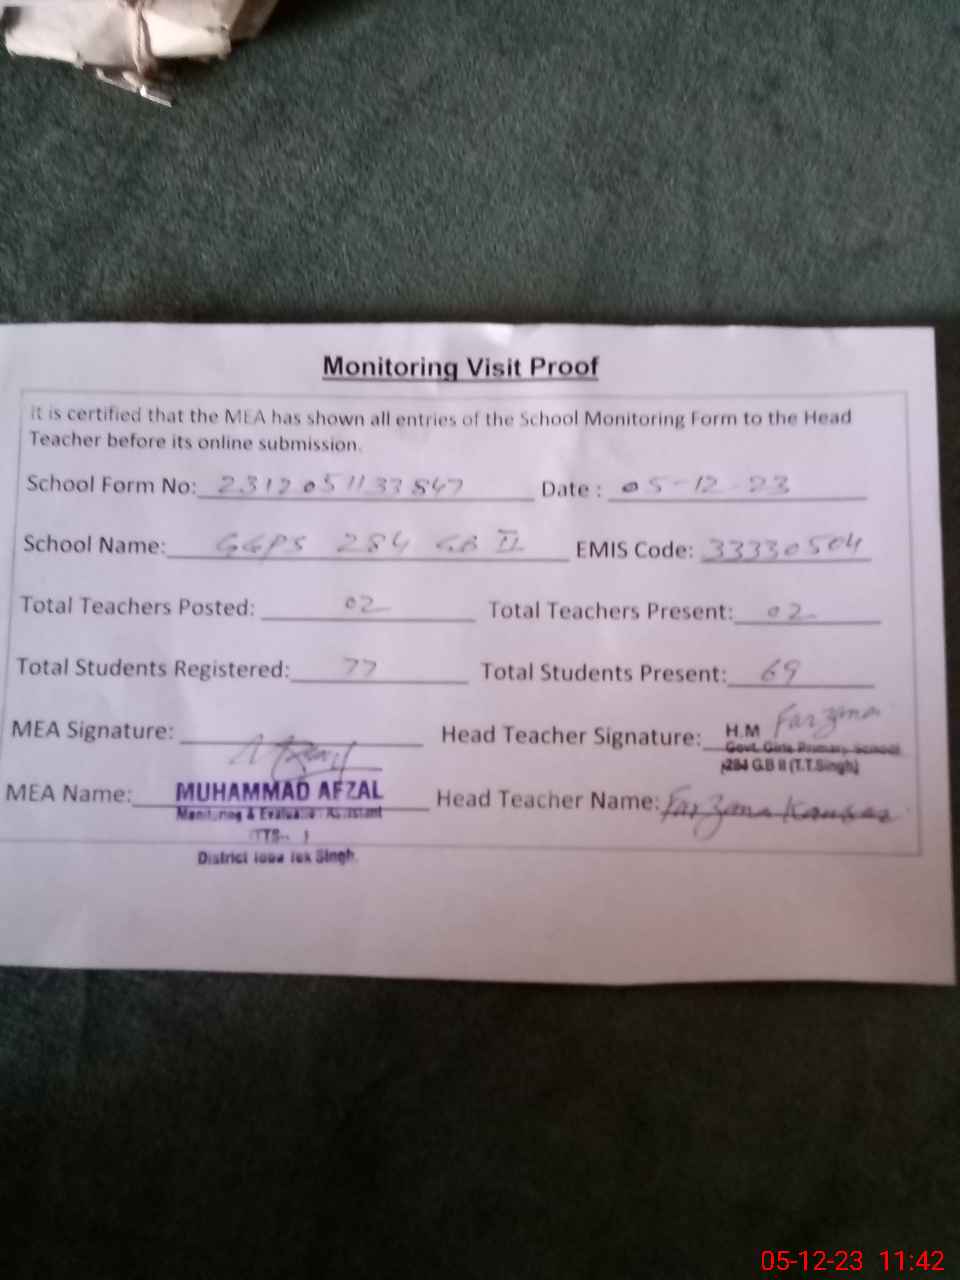 Monitoring Visit Proof
It is certified that the MEA has shown all entries of the School Monitoring Form to the Head
Teacher before its online submission.
School Form No: 2312051133847 Date : 05-12-23
School Name: GGPS 284 GB II EMIS Code: 33330504
Total Teachers Posted: 02 Total Teachers Present: 02
Total Students Registered: 77 Total Students Present: 69
MEA Signature: Head Teacher Signature: H.M Farzana
Govt. Girls Primary School
284 G.B II (T.T.Singh)
MEA Name: MUHAMMAD AFZAL Head Teacher Name: Farzana Kausar
Monitoring & Evaluation Assistant
District Toba Tek Singh.
05-12-23 11:42